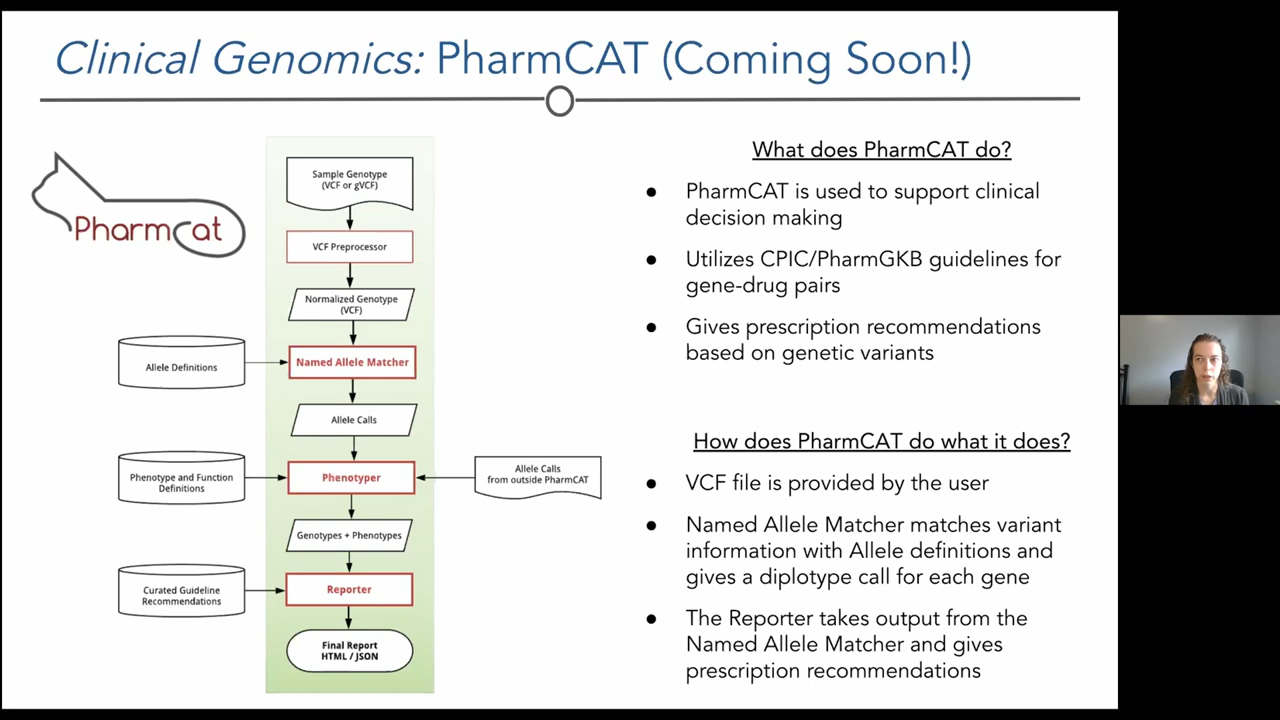 Clinical Genomics: PharmCAT (Coming Soon!)
Pharmcat
Sample Genotype
(VCF or gVCF)
VCF Preprocessor
Normalized Genotype
(VCF)
Allele Definitions
Named Allele Matcher
Allele Calls
Phenotype and Function
Definitions
Phenotyper
Allele Calls
from outside PharmCAT
Genotypes + Phenotypes
Curated Guideline
Recommendations
Reporter
Final Report
HTML / JSON
What does PharmCAT do?
● PharmCAT is used to support clinical
decision making
● Utilizes CPIC/PharmGKB guidelines for
gene-drug pairs
● Gives prescription recommendations
based on genetic variants
How does PharmCAT do what it does?
● VCF file is provided by the user
● Named Allele Matcher matches variant
information with Allele definitions and
gives a diplotype call for each gene
● The Reporter takes output from the
Named Allele Matcher and gives
prescription recommendations